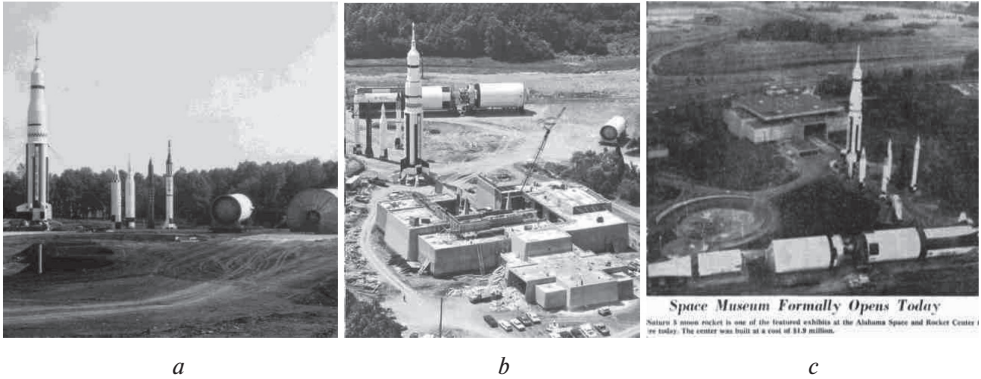 Space Museum Formally Opens Today
Saturn 5 moon rocket is one of the featured exhibits at the Alabama Space and Rocket Center
today. The center was built at a cost of $1.9 million.
a
b
c